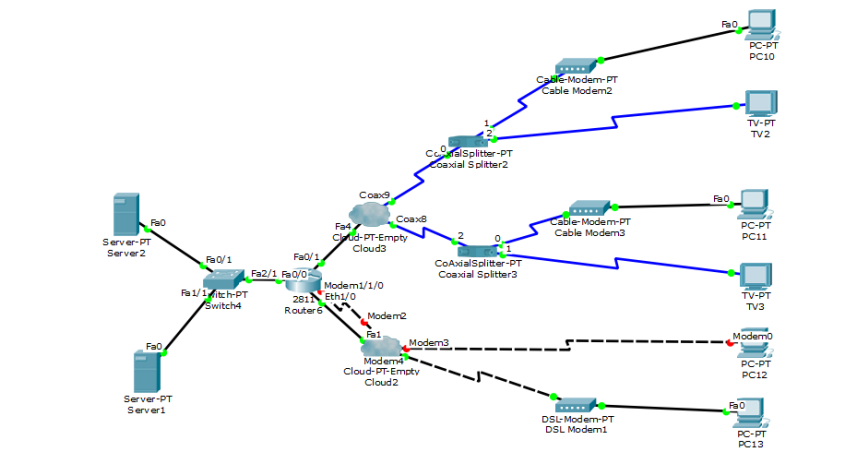 Fa0
PC-PT
PC10
Cable-Modem-PT
Cable Modem2
TV-PT
TV2
1
2
0
CoAxialSplitter-PT
Coaxial Splitter2
Coax9
Fa4
Coax8
Cloud-PT-Empty
Cloud3
Fa0
PC-PT
PC11
Cable-Modem-PT
Cable Modem3
2
0
1
CoAxialSplitter-PT
Coaxial Splitter3
TV-PT
TV3
Fa0
Server-PT
Server2
Fa0/1
Fa2/1
Fa1/1
Switch-PT
Switch4
Fa0/1
Fa0/0
Modem1/1/0
Eth1/0
2811
Router6
Modem2
Fa1
Modem3
Modem4
Cloud-PT-Empty
Cloud2
Modem0
PC-PT
PC12
Fa0
Server-PT
Server1
DSL-Modem-PT
DSL Modem1
Fa0
PC-PT
PC13